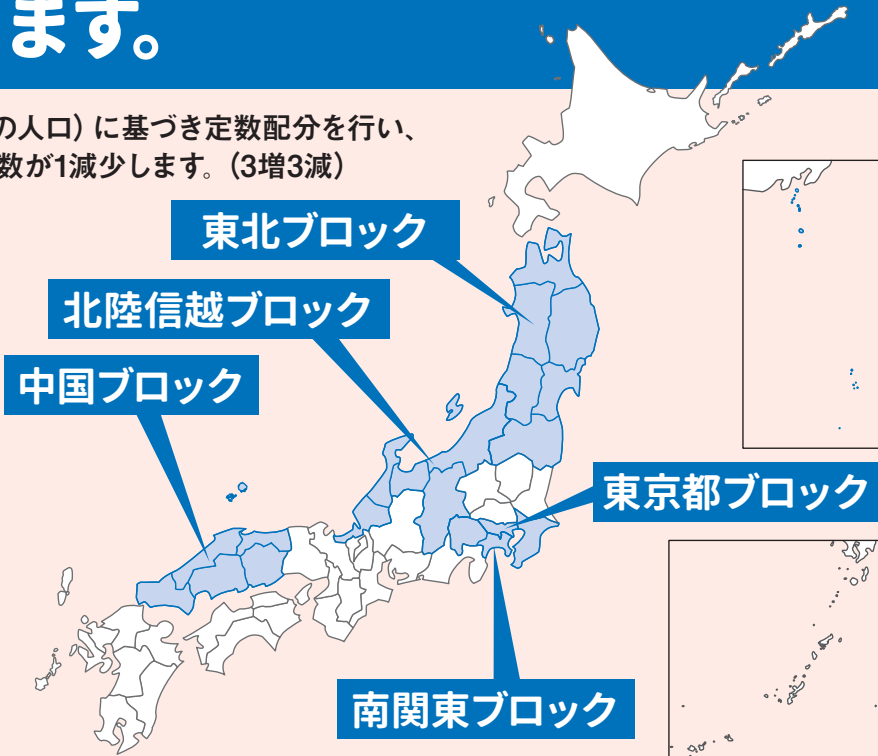 ます。
の人口）に基づき定数配分を行い、
数が1減少します。（3増3減）
東北ブロック
北陸信越ブロック
中国ブロック
東京都ブロック
南関東ブロック